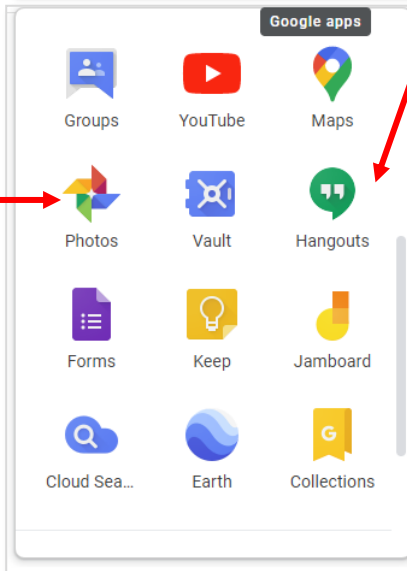 Google apps
Groups YouTube Maps
Photos Vault Hangouts
Forms Keep Jamboard
G
Cloud Sea... Earth Collections